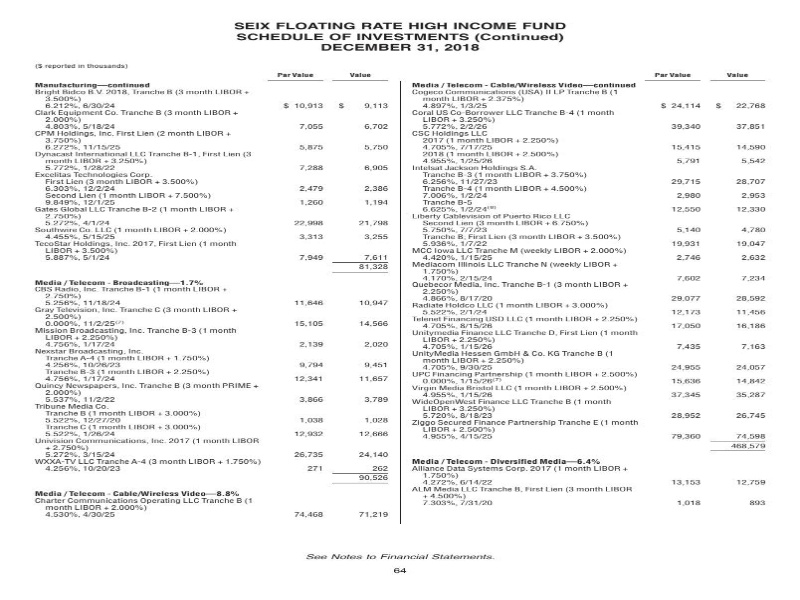 SEIX FLOATING RATE HIGH INCOME FUND
SCHEDULE OF INVESTMENTS (Continued)
DECEMBER 31, 2018
($ reported in thousands)
Par Value Value
Manufacturing—continued
Bright Bidco B.V. 2018, Tranche B (3 month LIBOR +
3.500%)
6.212%, 6/30/24 $ 10,913 $ 9,113
Clark Equipment Co. Tranche B (3 month LIBOR +
2.000%)
4.803%, 5/18/24 7,055 6,702
CPM Holdings, Inc. First Lien (2 month LIBOR +
3.750%)
6.272%, 11/15/25 5,875 5,750
Dynacast International LLC Tranche B-1, First Lien (3
month LIBOR + 3.250%)
5.772%, 1/28/22 7,288 6,905
Excelitas Technologies Corp.
First Lien (3 month LIBOR + 3.500%)
6.303%, 12/2/24 2,479 2,386
Second Lien (1 month LIBOR + 7.500%)
9.849%, 12/1/25 1,260 1,194
Gates Global LLC Tranche B-2 (1 month LIBOR +
2.750%)
5.272%, 4/1/24 22,998 21,798
Southwire Co. LLC (1 month LIBOR + 2.000%)
4.455%, 5/15/25 3,313 3,255
TecoStar Holdings, Inc. 2017, First Lien (1 month
LIBOR + 3.500%)
5.887%, 5/1/24 7,949 7,611
81,328
Media / Telecom - Broadcasting—1.7%
CBS Radio, Inc. Tranche B-1 (1 month LIBOR +
2.750%)
5.256%, 11/18/24 11,646 10,947
Gray Television, Inc. Tranche C (3 month LIBOR +
2.500%)
0.000%, 11/2/25(7) 15,105 14,566
Mission Broadcasting, Inc. Tranche B-3 (1 month
LIBOR + 2.250%)
4.756%, 1/17/24 2,139 2,020
Nexstar Broadcasting, Inc.
Tranche A-4 (1 month LIBOR + 1.750%)
4.256%, 10/26/23 9,794 9,451
Tranche B-3 (1 month LIBOR + 2.250%)
4.756%, 1/17/24 12,341 11,657
Quincy Newspapers, Inc. Tranche B (3 month PRIME +
2.000%)
5.537%, 11/2/22 3,866 3,789
Tribune Media Co.
Tranche B (1 month LIBOR + 3.000%)
5.522%, 12/27/20 1,038 1,028
Tranche C (1 month LIBOR + 3.000%)
5.522%, 1/26/24 12,932 12,666
Univision Communications, Inc. 2017 (1 month LIBOR
+ 2.750%)
5.272%, 3/15/24 26,735 24,140
WXXA-TV LLC Tranche A-4 (3 month LIBOR + 1.750%)
4.256%, 10/20/23 271 262
90,526
Media / Telecom - Cable/Wireless Video—8.8%
Charter Communications Operating LLC Tranche B (1
month LIBOR + 2.000%)
4.530%, 4/30/25 74,468 71,219
Par Value Value
Media / Telecom - Cable/Wireless Video—continued
Cogeco Communications (USA) II LP Tranche B (1
month LIBOR + 2.375%)
4.897%, 1/3/25 $ 24,114 $ 22,768
Coral US Co-Borrower LLC Tranche B-4 (1 month
LIBOR + 3.250%)
5.772%, 2/2/26 39,340 37,851
CSC Holdings LLC
2017 (1 month LIBOR + 2.250%)
4.705%, 7/17/25 15,415 14,590
2018 (1 month LIBOR + 2.500%)
4.955%, 1/25/26 5,791 5,542
Intelsat Jackson Holdings S.A.
Tranche B-3 (1 month LIBOR + 3.750%)
6.256%, 11/27/23 29,715 28,707
Tranche B-4 (1 month LIBOR + 4.500%)
7.006%, 1/2/24 2,980 2,953
Tranche B-5
6.625%, 1/2/24 12,550 12,330
Liberty Cablevision of Puerto Rico LLC
Second Lien (3 month LIBOR + 6.750%)
5.750%, 7/7/23 5,140 4,780
Tranche B, First Lien (3 month LIBOR + 3.500%)
5.936%, 1/7/22 19,931 19,047
MCC Iowa LLC Tranche M (weekly LIBOR + 2.000%)
4.420%, 1/15/25 2,746 2,632
Mediacom Illinois LLC Tranche N (weekly LIBOR +
1.750%)
4.170%, 2/15/24 7,602 7,234
Quebecor Media, Inc. Tranche B-1 (3 month LIBOR +
2.250%)
4.866%, 8/17/20 29,077 28,592
Radiate Holdco LLC (1 month LIBOR + 3.000%)
5.522%, 2/1/24 12,173 11,456
Telenet Financing USD LLC (1 month LIBOR + 2.250%)
4.705%, 8/15/26 17,050 16,186
Unitymedia Finance LLC Tranche D, First Lien (1 month
LIBOR + 2.250%)
4.705%, 1/15/26 7,435 7,163
UnityMedia Hessen GmbH & Co. KG Tranche B (1
month LIBOR + 2.250%)
4.705%, 9/30/25 24,955 24,057
UPC Financing Partnership (1 month LIBOR + 2.500%)
0.000%, 1/15/26(7) 15,636 14,842
Virgin Media Bristol LLC (1 month LIBOR + 2.500%)
4.955%, 1/15/26 37,345 35,287
WideOpenWest Finance LLC Tranche B (1 month
LIBOR + 3.250%)
5.720%, 8/18/23 28,952 26,745
Ziggo Secured Finance Partnership Tranche E (1 month
LIBOR + 2.500%)
4.955%, 4/15/25 79,360 74,598
468,579
Media / Telecom - Diversified Media—6.4%
Alliance Data Systems Corp. 2017 (1 month LIBOR +
1.750%)
4.272%, 6/14/22 13,153 12,759
ALM Media LLC Tranche B, First Lien (3 month LIBOR
+ 4.500%)
7.303%, 7/31/20 1,018 893
See Notes to Financial Statements.
64